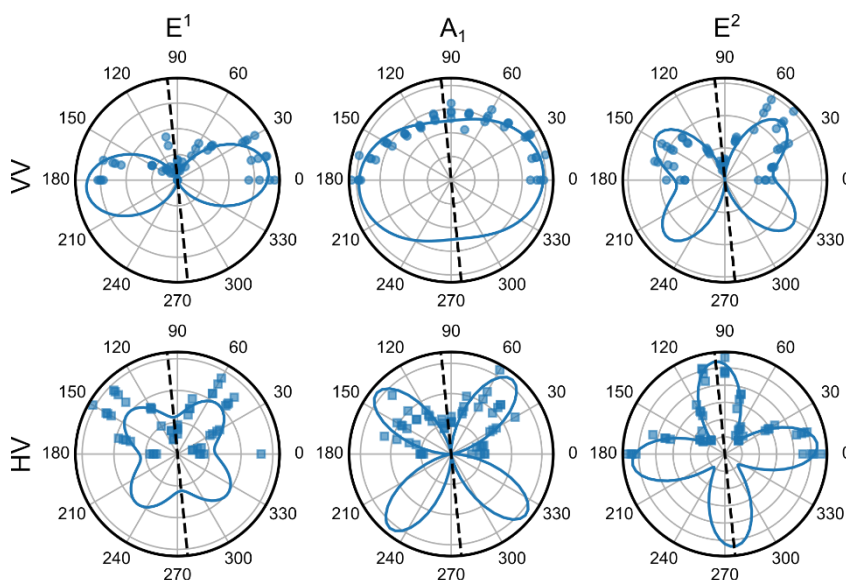 E¹ A₁ E²
90 90 90
120 60 120 60 120 60
150 30 150 30 150 30
VV 180 0 180 0 180 0
210 330 210 330 210 330
240 300 240 300 240 300
270 270 270
90 90 90
120 60 120 60 120 60
150 30 150 30 150 30
HV 180 0 180 0 180 0
210 330 210 330 210 330
240 300 240 300 240 300
270 270 270